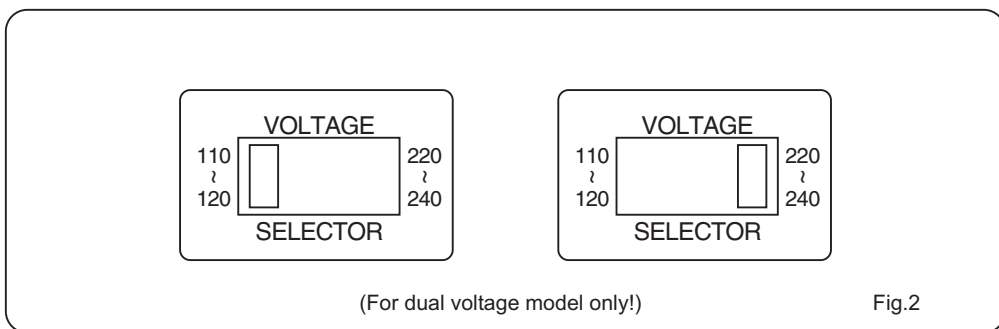 VOLTAGE
110
~
120
220
~
240
SELECTOR
VOLTAGE
110
~
120
220
~
240
SELECTOR
(For dual voltage model only!)
Fig.2